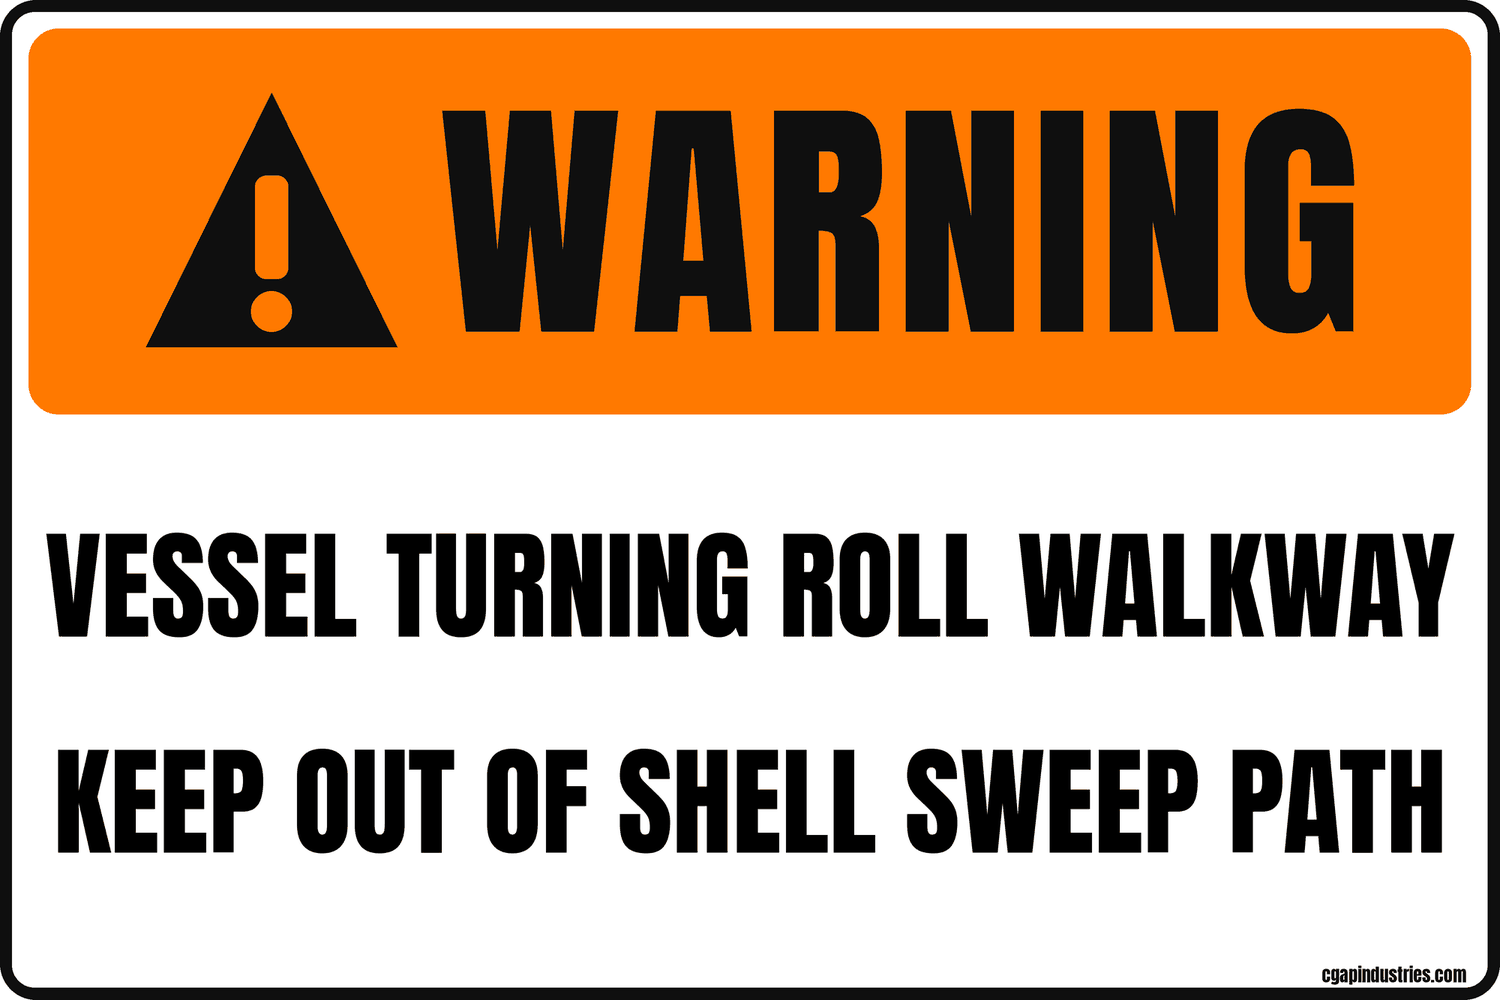 WARNING
VESSEL TURNING ROLL WALKWAY
KEEP OUT OF SHELL SWEEP PATH
cgapindustries.com